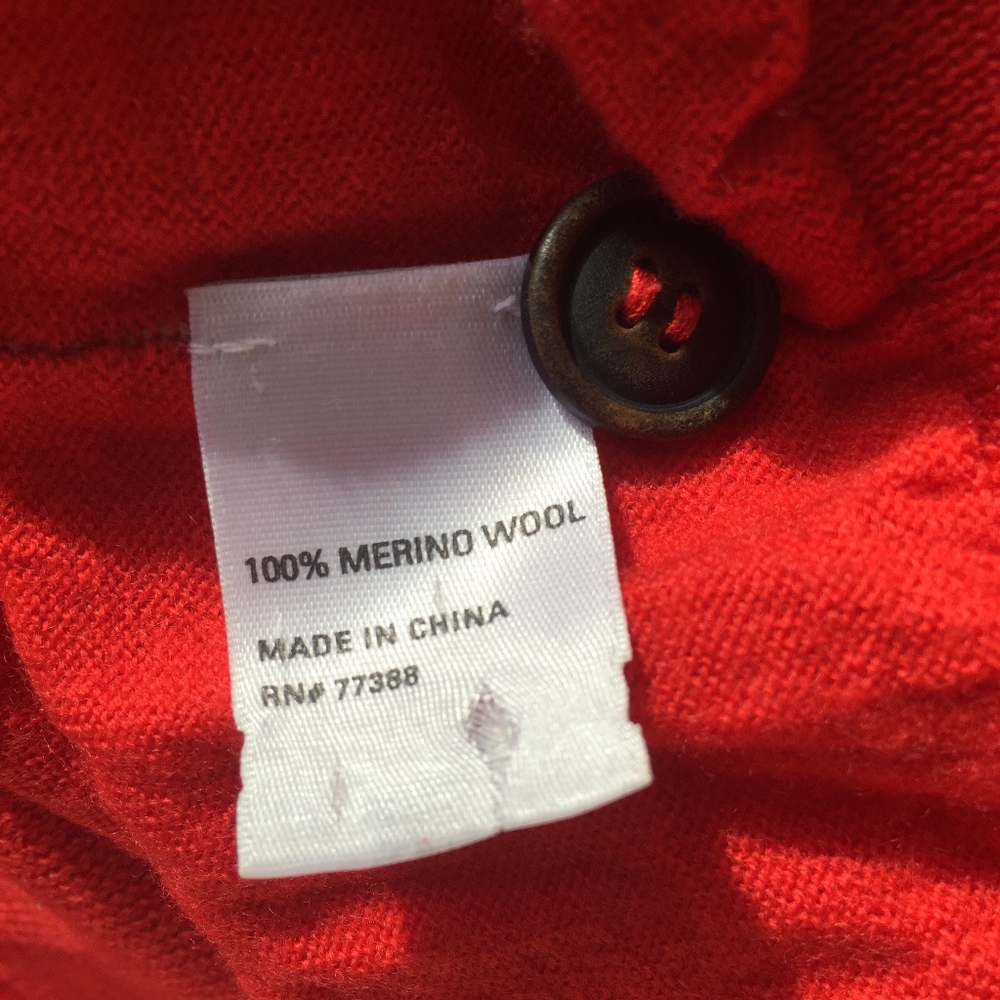 100% MERINO WOOL
MADE IN CHINA
RN# 77388